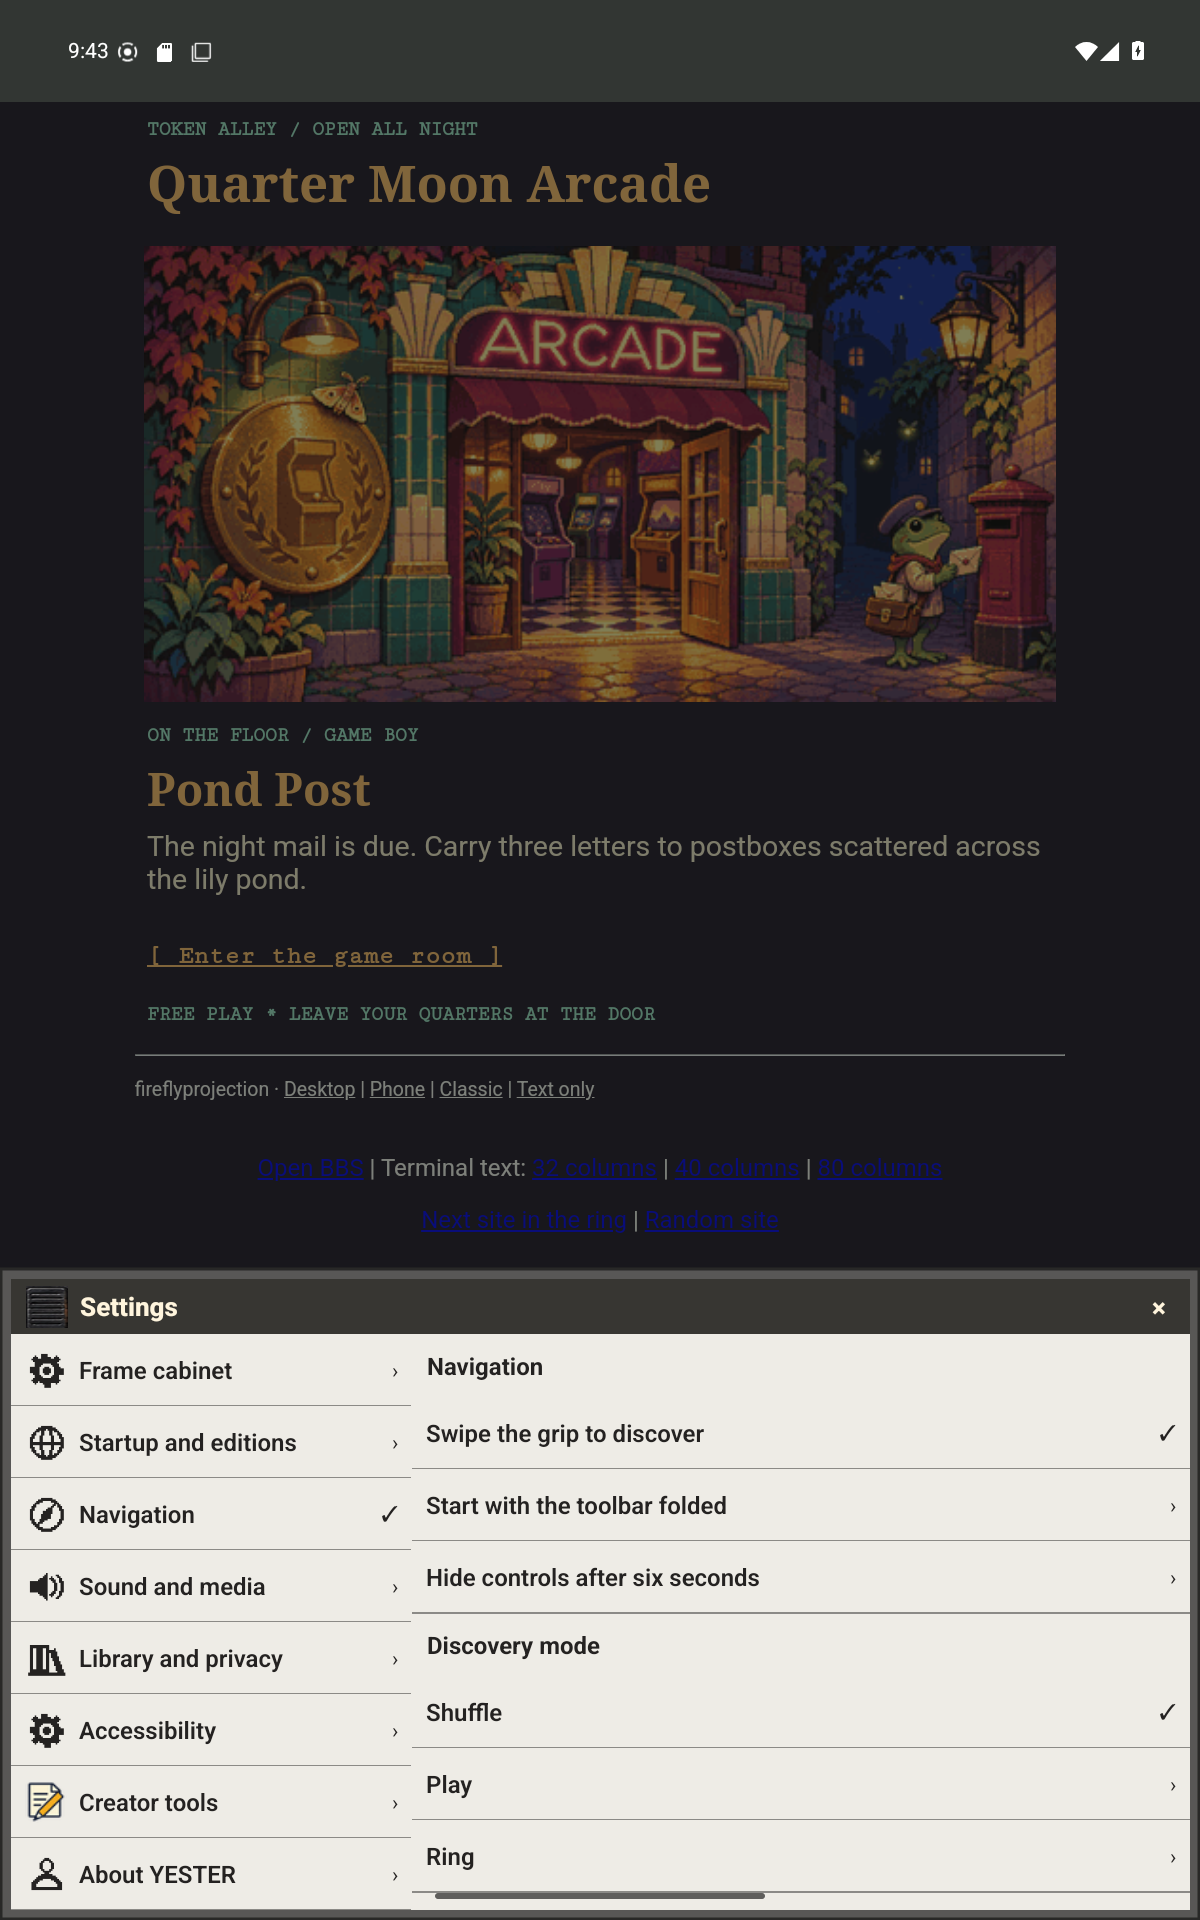 9:43
TOKEN ALLEY / OPEN ALL NIGHT
Quarter Moon Arcade
ARCADE
ON THE FLOOR / GAME BOY
Pond Post
The night mail is due. Carry three letters to postboxes scattered across
the lily pond.
[ Enter the game room ]
FREE PLAY * LEAVE YOUR QUARTERS AT THE DOOR
fireflyprojection · Desktop | Phone | Classic | Text only
Open BBS | Terminal text: 32 columns | 40 columns | 80 columns
Next site in the ring | Random site
Settings ×
Frame cabinet ›
Startup and editions ›
Navigation ✓
Sound and media ›
Library and privacy ›
Accessibility ›
Creator tools ›
About YESTER ›
Navigation
Swipe the grip to discover ✓
Start with the toolbar folded ›
Hide controls after six seconds ›
Discovery mode
Shuffle ✓
Play ›
Ring ›